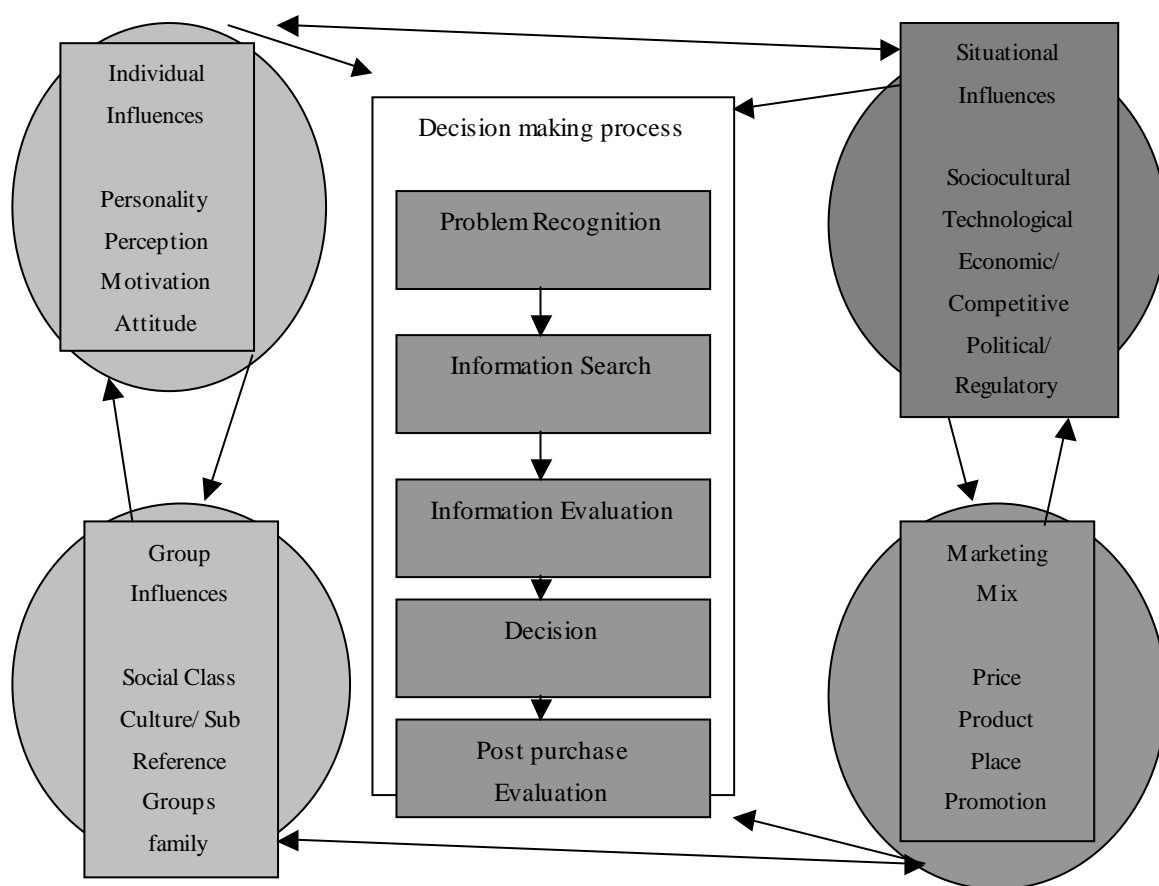 Individual
Influences
Personality
Perception
Motivation
Attitude
Decision making process
Problem Recognition
Information Search
Information Evaluation
Decision
Post purchase
Evaluation
Situational
Influences
Sociocultural
Technological
Economic/
Competitive
Political/
Regulatory
Group
Influences
Social Class
Culture/ Sub
Reference
Groups
family
Marketing
Mix
Price
Product
Place
Promotion